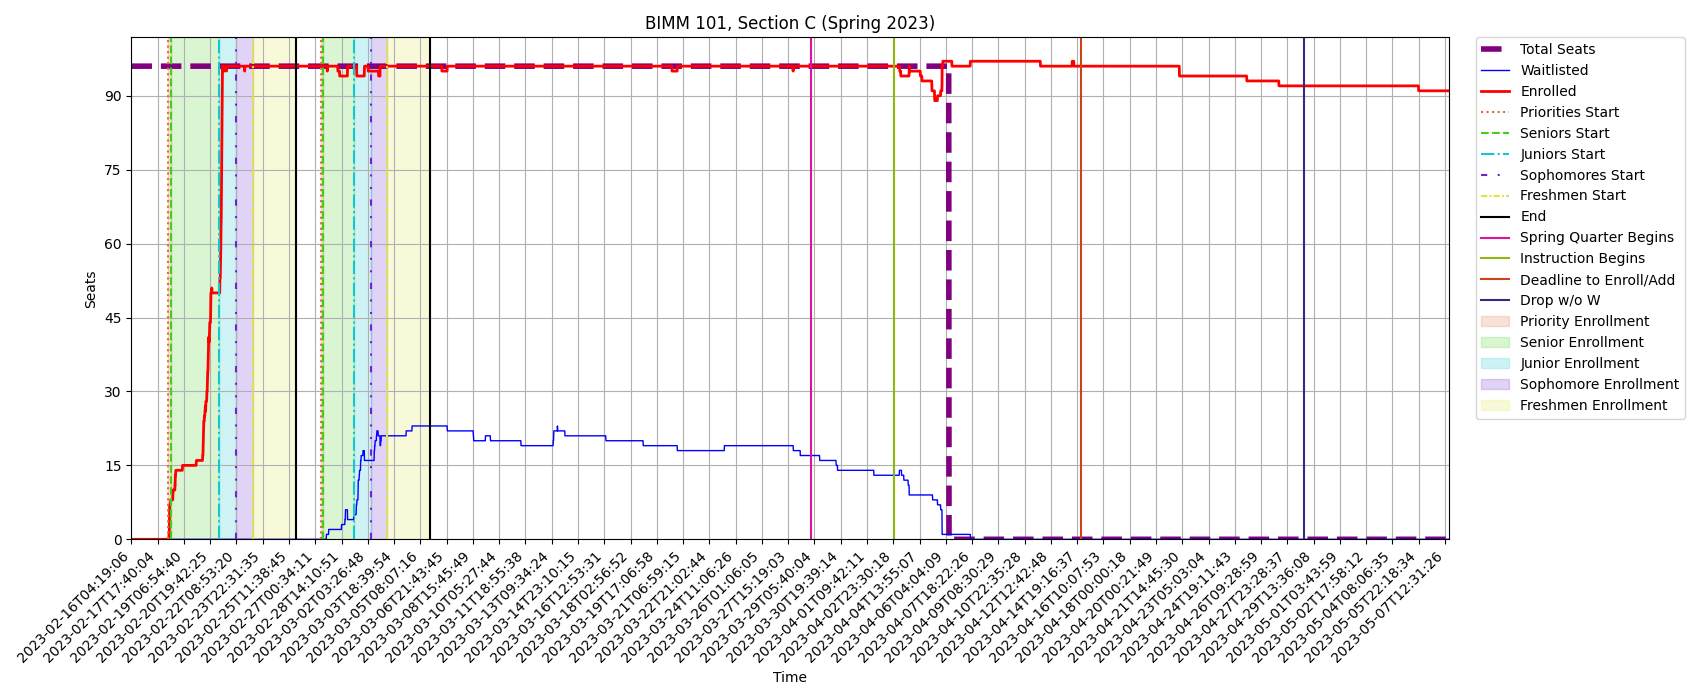 BIMM 101, Section C (Spring 2023)
Total Seats
Waitlisted
Enrolled
Priorities Start
Seniors Start
Juniors Start
Sophomores Start
Freshmen Start
End
Spring Quarter Begins
Instruction Begins
Deadline to Enroll/Add
Drop w/o W
Priority Enrollment
Senior Enrollment
Junior Enrollment
Sophomore Enrollment
Freshmen Enrollment
Seats
90
75
60
45
30
15
0
2023-02-16T04:19:06
2023-02-17T17:40:04
2023-02-19T06:54:40
2023-02-20T19:42:25
2023-02-22T08:53:20
2023-02-23T22:31:35
2023-02-25T11:38:45
2023-02-27T00:34:11
2023-02-28T14:10:51
2023-03-02T03:26:48
2023-03-03T18:39:54
2023-03-05T08:07:16
2023-03-06T21:43:45
2023-03-08T15:45:49
2023-03-10T05:27:44
2023-03-11T18:55:38
2023-03-13T09:34:24
2023-03-14T23:10:15
2023-03-16T12:53:31
2023-03-18T02:56:52
2023-03-19T17:06:58
2023-03-21T06:59:15
2023-03-22T21:02:44
2023-03-24T11:06:26
2023-03-26T01:06:05
2023-03-27T15:19:03
2023-03-29T05:40:04
2023-03-30T19:39:14
2023-04-01T09:42:11
2023-04-02T23:30:18
2023-04-04T13:55:07
2023-04-06T04:04:09
2023-04-07T18:22:26
2023-04-09T08:30:29
2023-04-10T22:35:28
2023-04-12T12:42:48
2023-04-14T19:16:37
2023-04-16T10:07:53
2023-04-18T00:00:18
2023-04-20T00:21:49
2023-04-21T14:45:30
2023-04-23T05:03:04
2023-04-24T19:11:43
2023-04-26T09:28:59
2023-04-27T23:28:37
2023-04-29T13:36:08
2023-05-01T03:43:59
2023-05-02T17:58:12
2023-05-04T08:06:35
2023-05-05T22:18:34
2023-05-07T12:31:26
Time